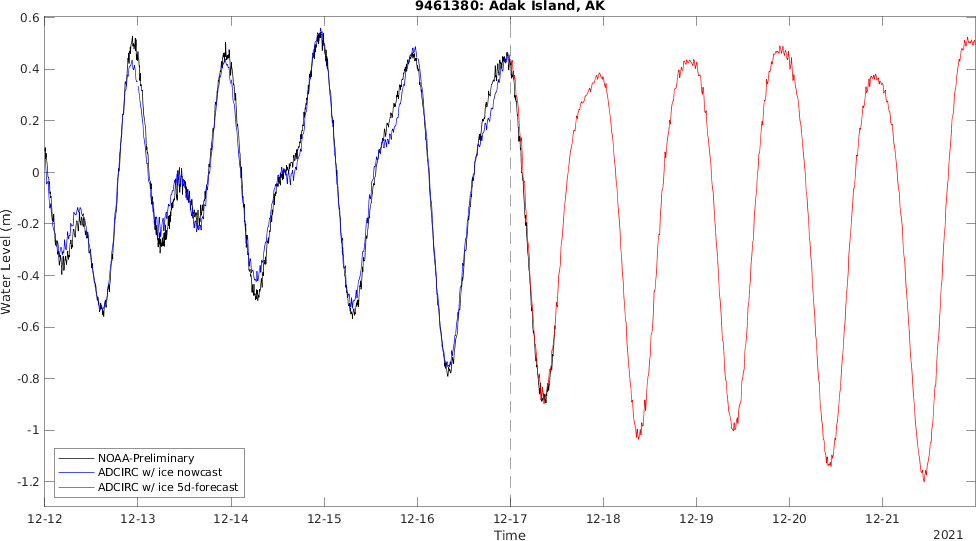 9461380: Adak Island, AK
Water Level (m)
0.6
0.4
0.2
0
-0.2
-0.4
-0.6
-0.8
-1
-1.2
NOAA-Preliminary
ADCIRC w/ ice nowcast
ADCIRC w/ ice 5d-forecast
12-12 12-13 12-14 12-15 12-16 12-17 12-18 12-19 12-20 12-21
Time
2021